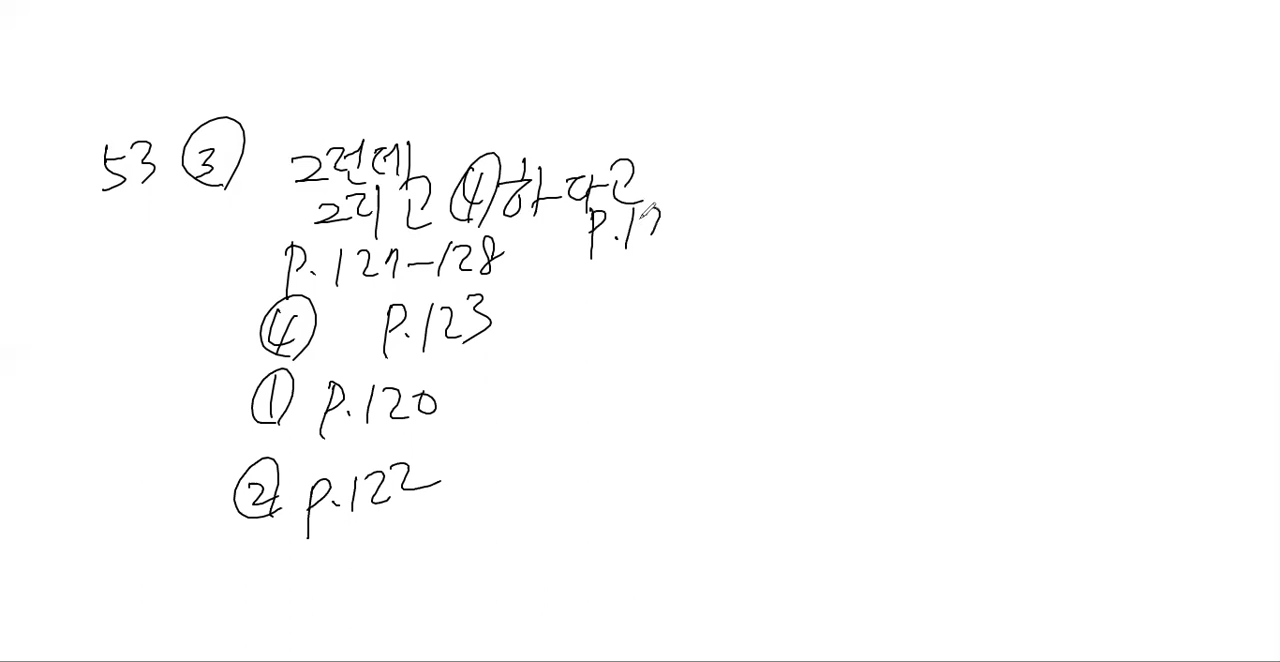 53 ③ 그런데
그리고 ④하다고
p.17
p.127-128
④ p.123
① p.120
② p.122